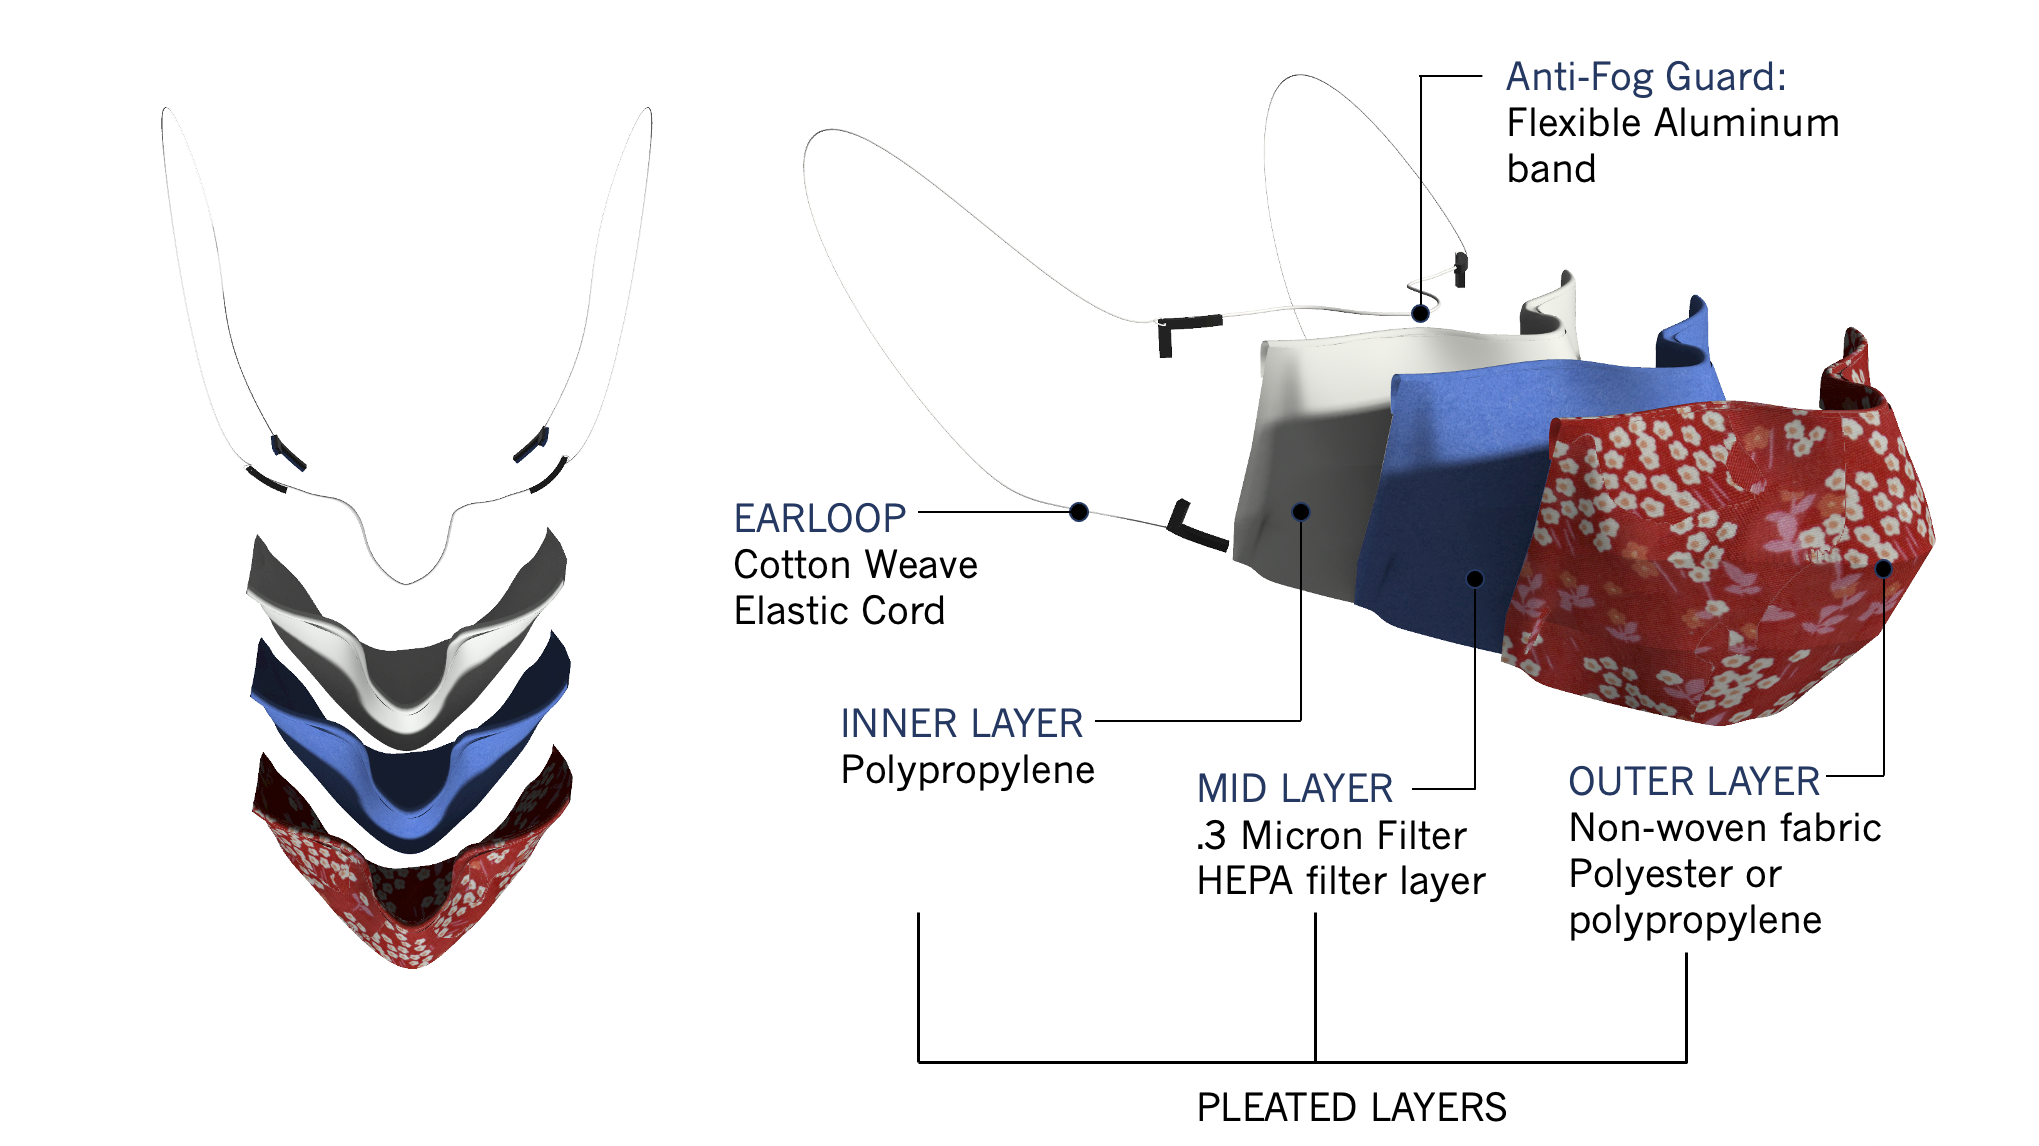 Anti-Fog Guard:
Flexible Aluminum
band
EARLOOP
Cotton Weave
Elastic Cord
INNER LAYER
Polypropylene
MID LAYER
.3 Micron Filter
HEPA filter layer
OUTER LAYER
Non-woven fabric
Polyester or
polypropylene
PLEATED LAYERS